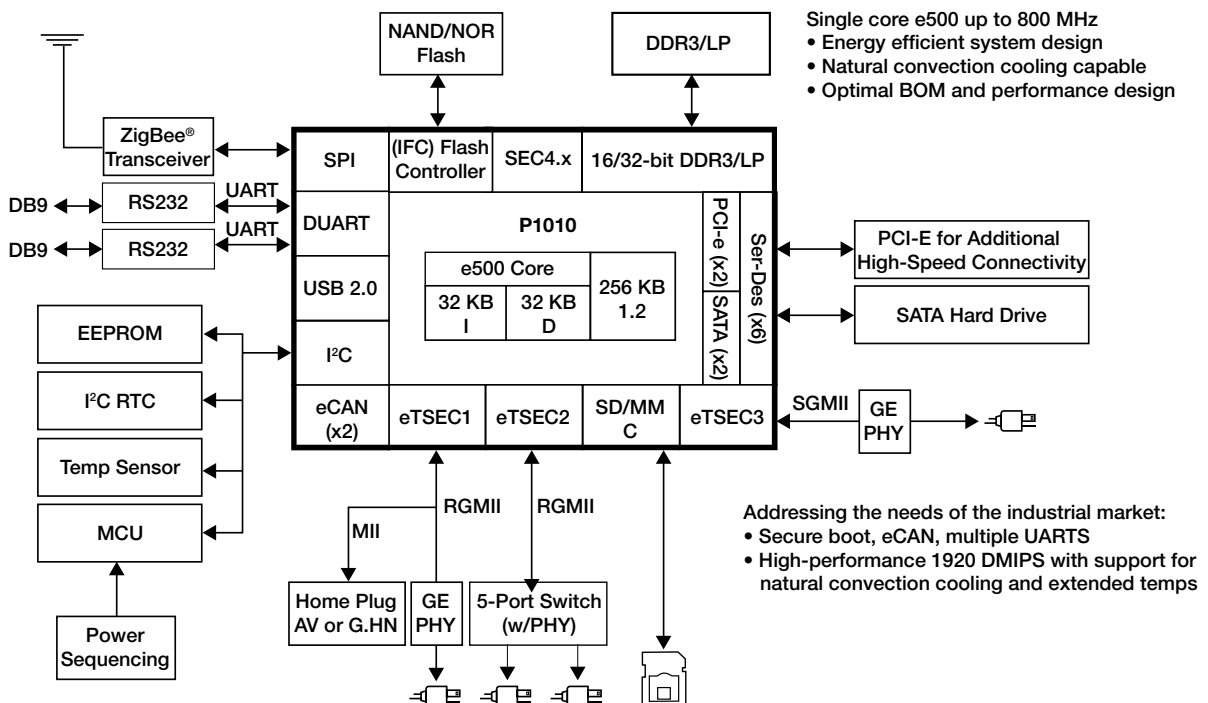 NAND/NOR
Flash
DDR3/LP
Single core e500 up to 800 MHz
• Energy efficient system design
• Natural convection cooling capable
• Optimal BOM and performance design
ZigBee®
Transceiver
SPI
(IFC) Flash
Controller
SEC4.x
16/32-bit DDR3/LP
DB9
RS232
UART
DUART
DB9
RS232
UART
USB 2.0
P1010
e500 Core
32 KB
I
32 KB
D
256 KB
1.2
PCI-e (x2)
SATA (x2)
Ser-Des (x6)
PCI-E for Additional
High-Speed Connectivity
SATA Hard Drive
EEPROM
I²C RTC
Temp Sensor
MCU
Power
Sequencing
I²C
eCAN
(x2)
eTSEC1
eTSEC2
SD/MM
C
eTSEC3
SGMII
GE
PHY
MII
RGMII
RGMII
Home Plug
AV or G.HN
GE
PHY
5-Port Switch
(w/PHY)
Addressing the needs of the industrial market:
• Secure boot, eCAN, multiple UARTS
• High-performance 1920 DMIPS with support for
natural convection cooling and extended temps